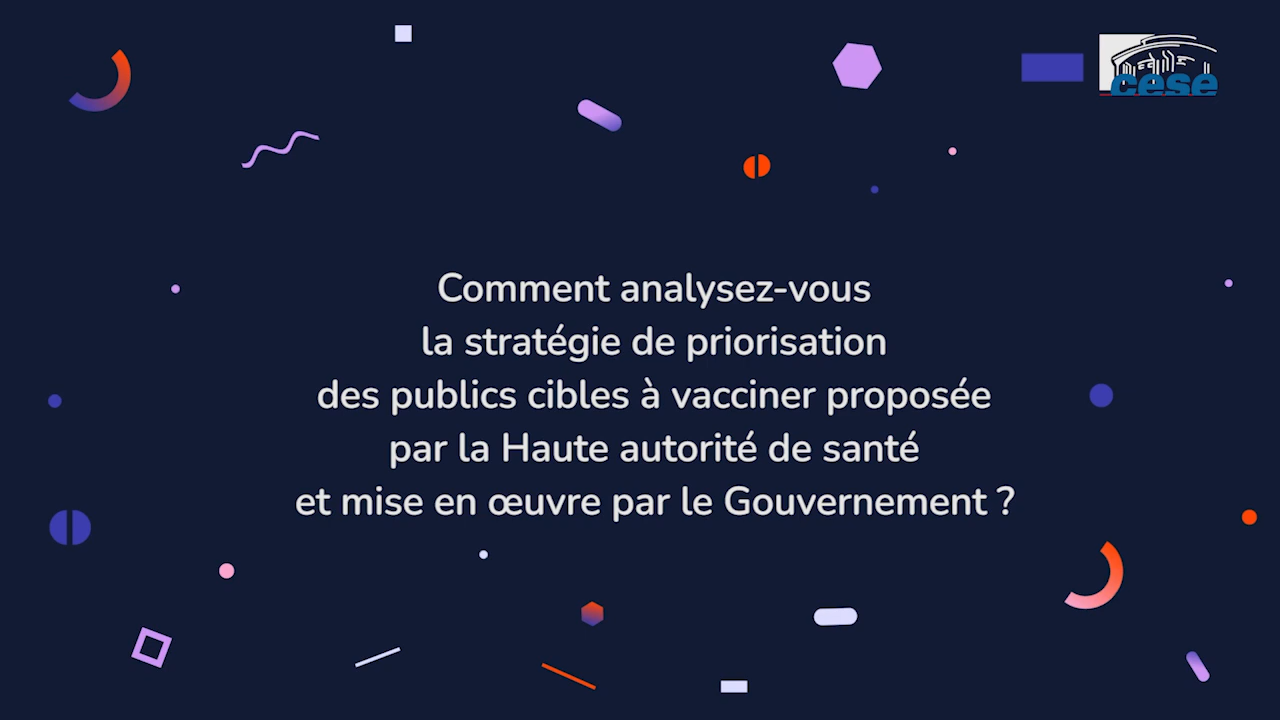 cese
Comment analysez-vous
la stratégie de priorisation
des publics cibles à vacciner proposée
par la Haute autorité de santé
et mise en œuvre par le Gouvernement ?